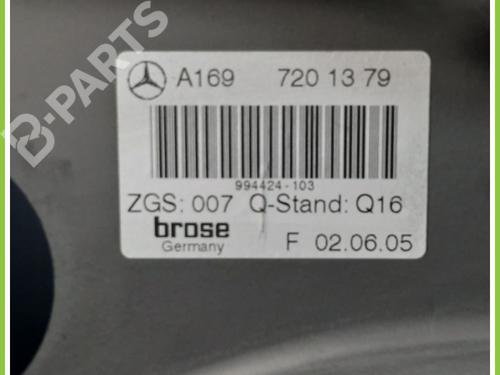 B-PARTS
A169 720 13 79
994424-103
ZGS: 007 Q-Stand: Q16
brose
Germany F 02.06.05